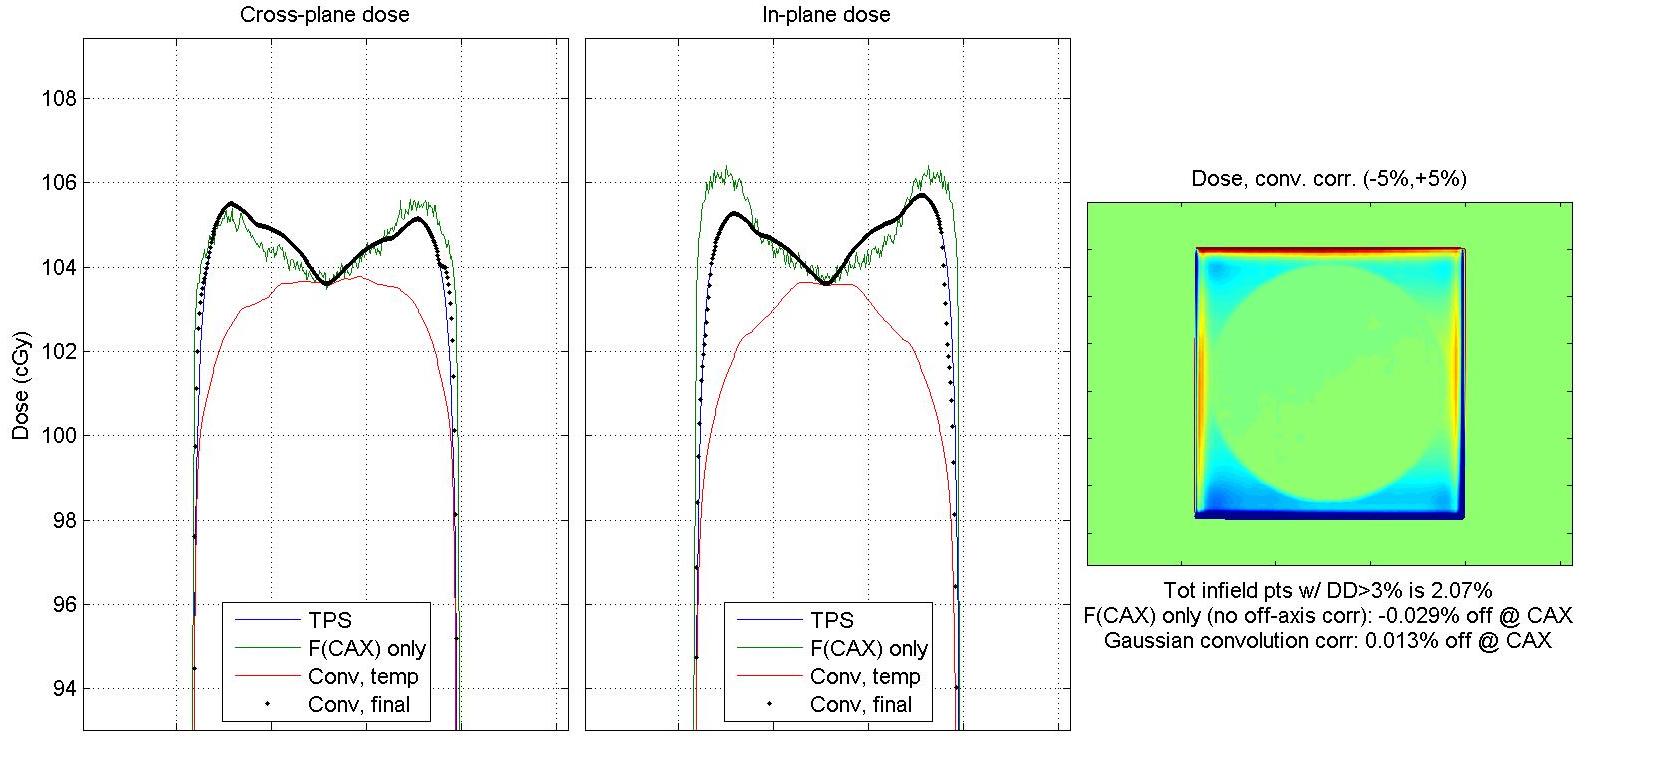 Cross-plane dose
In-plane dose
Dose (cGy)
108
106
104
102
100
98
96
94
TPS
F(CAX) only
Conv, temp
Conv, final
TPS
F(CAX) only
Conv, temp
Conv, final
Dose, conv. corr. (-5%,+5%)
Tot infield pts w/ DD>3% is 2.07%
F(CAX) only (no off-axis corr): -0.029% off @ CAX
Gaussian convolution corr: 0.013% off @ CAX